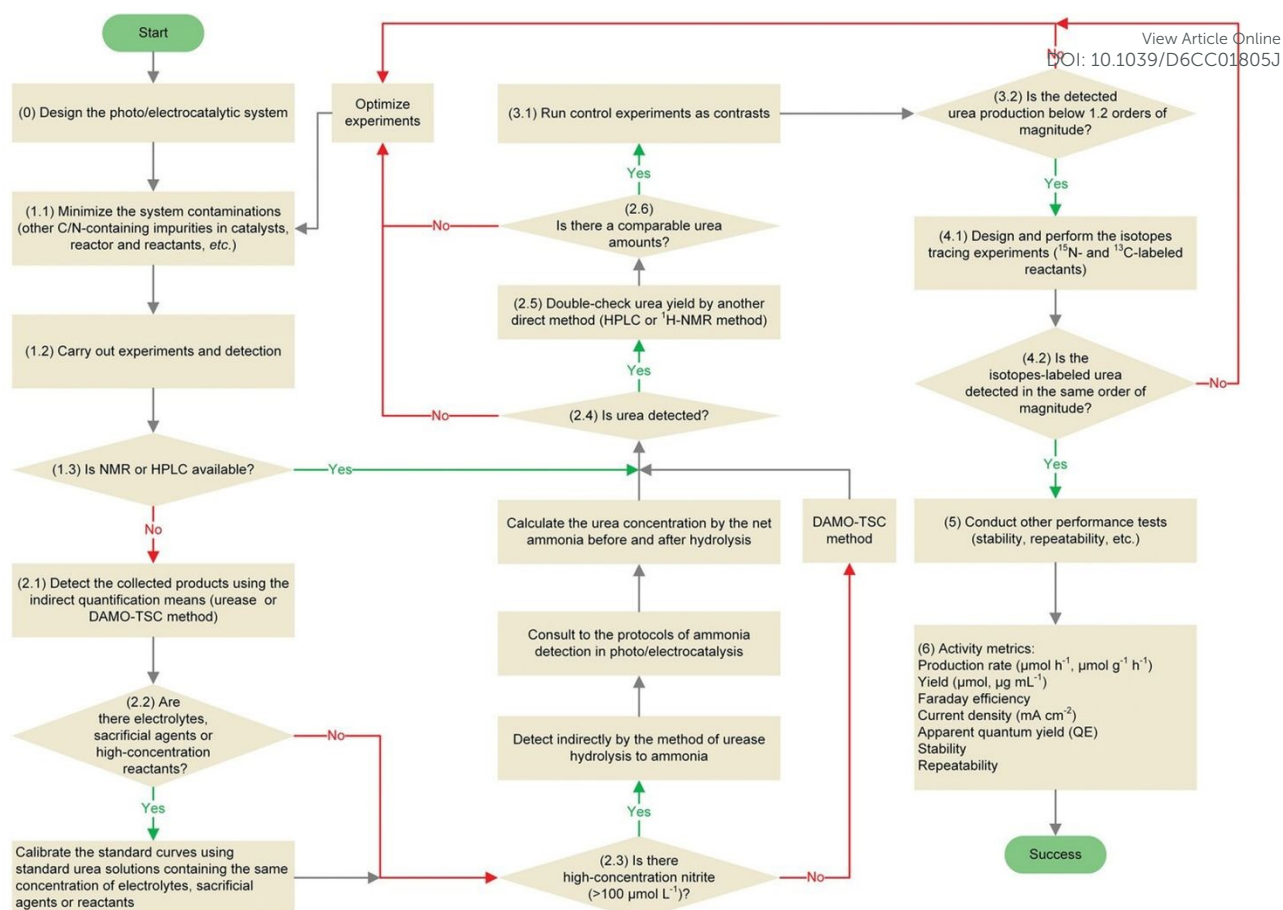 View Article Online
DOI: 10.1039/D6CC01805J
Start
(0) Design the photo/electrocatalytic system
(1.1) Minimize the system contaminations
(other C/N-containing impurities in catalysts,
reactor and reactants, etc.)
(1.2) Carry out experiments and detection
(1.3) Is NMR or HPLC available?
Yes
No
(2.1) Detect the collected products using the
indirect quantification means (urease or
DAMO-TSC method)
(2.2) Are
there electrolytes,
sacrificial agents or
high-concentration
reactants?
No
Yes
Calibrate the standard curves using
standard urea solutions containing the same
concentration of electrolytes, sacrificial
agents or reactants
Optimize
experiments
(2.3) Is there
high-concentration nitrite
(>100 µmol L⁻¹)?
No
Yes
Detect indirectly by the method of urease
hydrolysis to ammonia
Consult to the protocols of ammonia
detection in photo/electrocatalysis
Calculate the urea concentration by the net
ammonia before and after hydrolysis
DAMO-TSC
method
(2.4) Is urea detected?
No
Yes
(2.5) Double-check urea yield by another
direct method (HPLC or ¹H-NMR method)
(2.6)
Is there a comparable urea
amounts?
No
Yes
(3.1) Run control experiments as contrasts
(3.2) Is the detected
urea production below 1.2 orders of
magnitude?
No
Yes
(4.1) Design and perform the isotopes
tracing experiments (¹⁵N- and ¹³C-labeled
reactants)
(4.2) Is the
isotopes-labeled urea
detected in the same order of
magnitude?
No
Yes
(5) Conduct other performance tests
(stability, repeatability, etc.)
(6) Activity metrics:
Production rate (µmol h⁻¹, µmol g⁻¹ h⁻¹)
Yield (µmol, µg mL⁻¹)
Faraday efficiency
Current density (mA cm⁻²)
Apparent quantum yield (QE)
Stability
Repeatability
Success